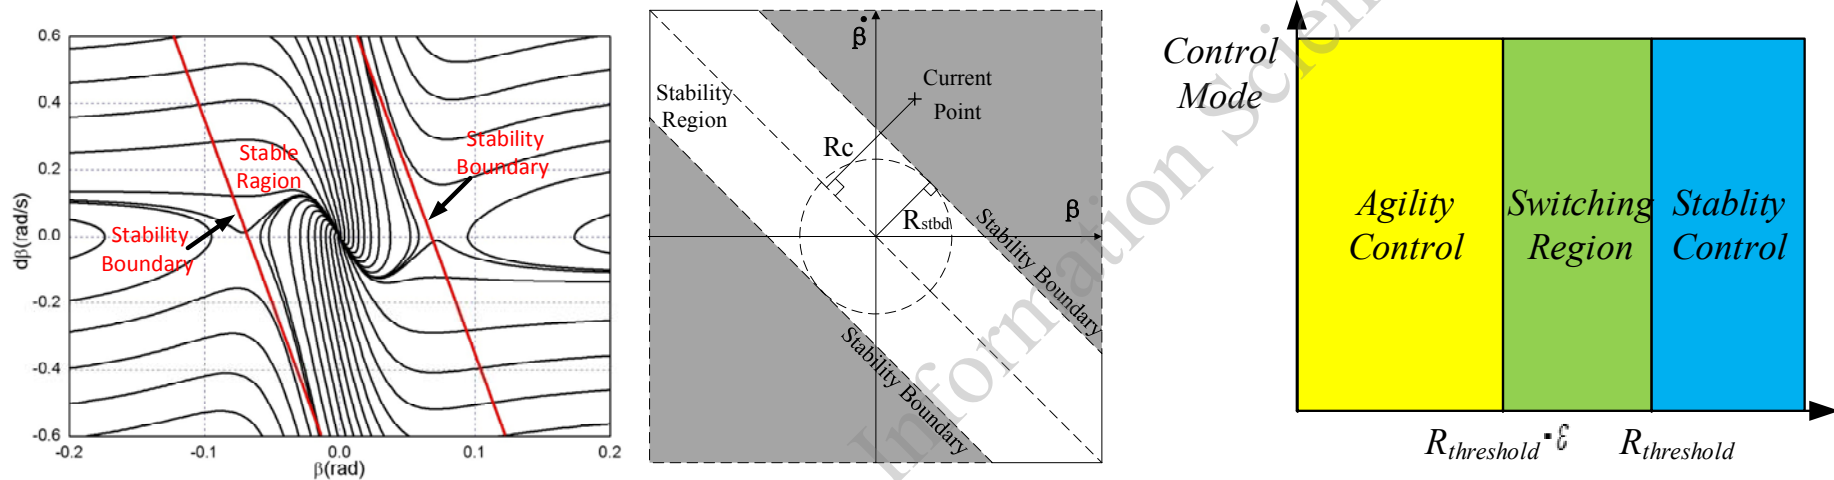 0.6
0.4
0.2
0.0
-0.2
-0.4
-0.6
dβ(rad/s)
-0.2
-0.1
0.0
0.1
0.2
β(rad)
Stable
Ragion
Stability
Boundary
Stability
Boundary
β̇
β
Current
Point
Stability
Region
Rc
Rstbd
Stability Boundary
Stability Boundary
Information Scien
Control
Mode
Agility
Control
Switching
Region
Stablity
Control
Rthreshold·ε
Rthreshold